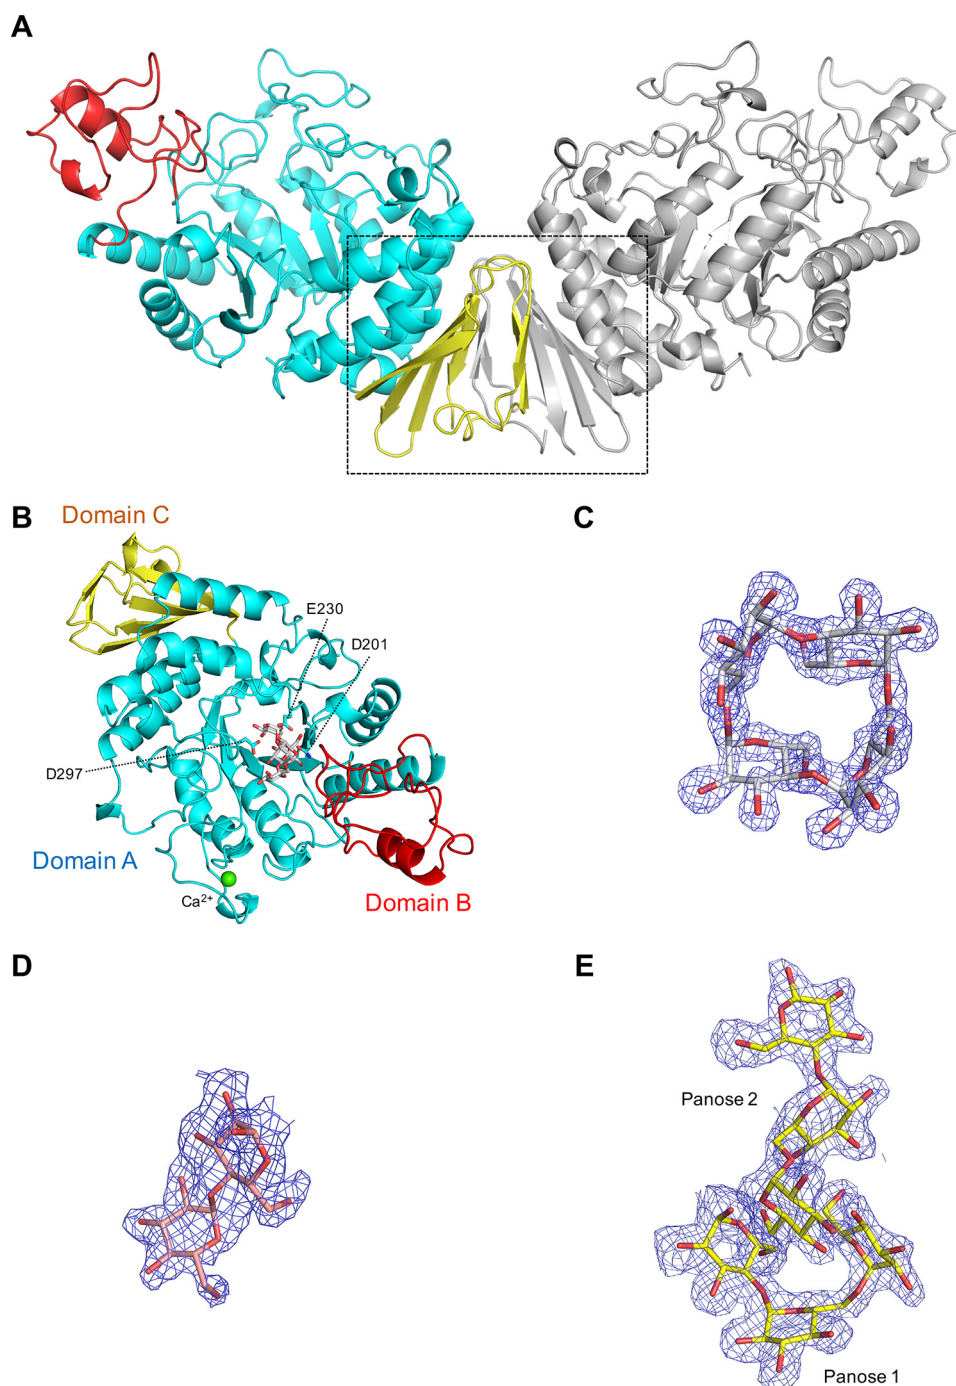 A
B
Domain C
C
E230
D201
D297
Domain A
Ca²⁺
Domain B
D
E
Panose 2
Panose 1